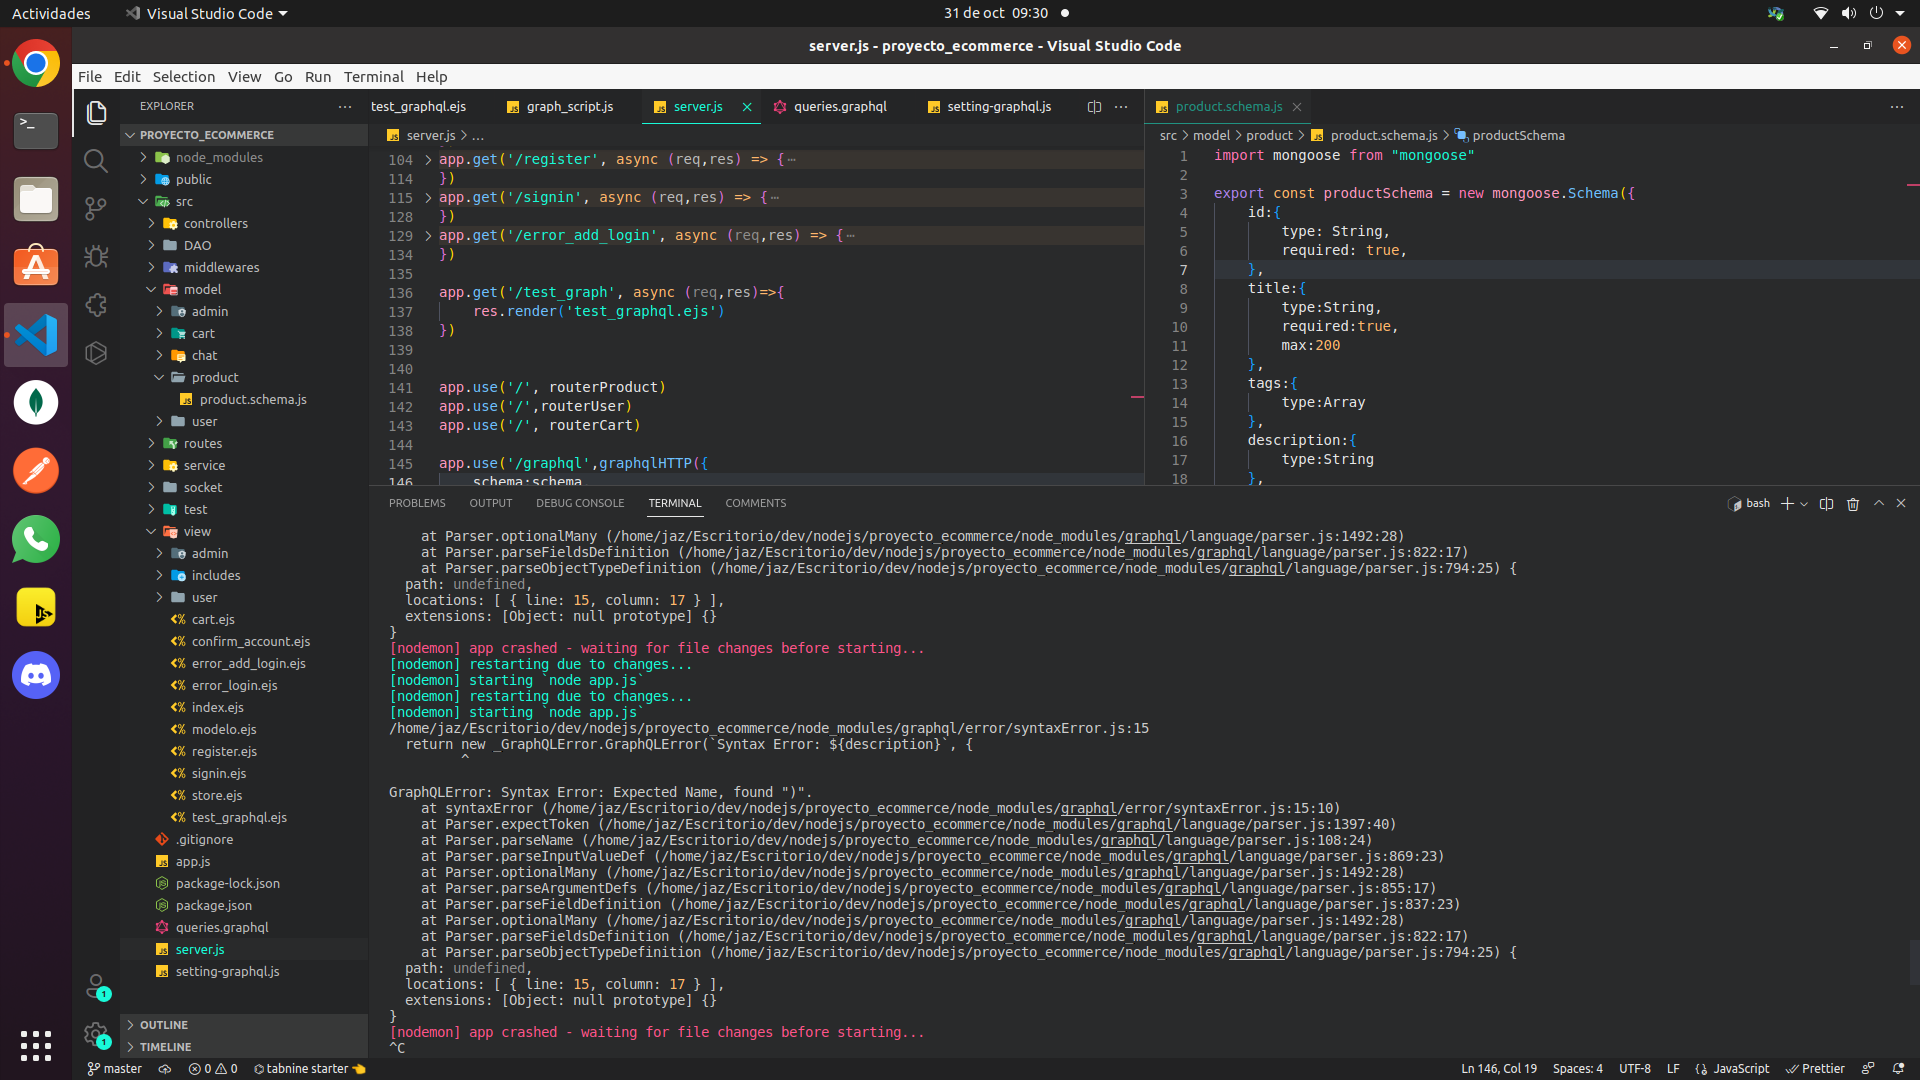 Actividades
Visual Studio Code
31 de oct 09:30
server.js - proyecto_ecommerce - Visual Studio Code
File Edit Selection View Go Run Terminal Help
EXPLORER
PROYECTO_ECOMMERCE
node_modules
public
src
controllers
DAO
middlewares
model
admin
cart
chat
product
product.schema.js
user
routes
service
socket
test
view
admin
includes
user
cart.ejs
confirm_account.ejs
error_add_login.ejs
error_login.ejs
index.ejs
modelo.ejs
register.ejs
signin.ejs
store.ejs
test_graphql.ejs
.gitignore
app.js
package-lock.json
package.json
queries.graphql
server.js
setting-graphql.js
OUTLINE
TIMELINE
test_graphql.ejs graph_script.js server.js queries.graphql setting-graphql.js
server.js > ...
104 app.get('/register', async (req,res) => {…
114 })
115 app.get('/signin', async (req,res) => {…
128 })
129 app.get('/error_add_login', async (req,res) => {…
134 })
135
136 app.get('/test_graph', async (req,res)=>{
137 res.render('test_graphql.ejs')
138 })
139
140
141 app.use('/', routerProduct)
142 app.use('/',routerUser)
143 app.use('/', routerCart)
144
145 app.use('/graphql',graphqlHTTP({
146 schema:schema
product.schema.js
src > model > product > product.schema.js > productSchema
1 import mongoose from "mongoose"
2
3 export const productSchema = new mongoose.Schema({
4 id:{
5 type: String,
6 required: true,
7 },
8 title:{
9 type:String,
10 required:true,
11 max:200
12 },
13 tags:{
14 type:Array
15 },
16 description:{
17 type:String
18 },
PROBLEMS OUTPUT DEBUG CONSOLE TERMINAL COMMENTS
bash
at Parser.optionalMany (/home/jaz/Escritorio/dev/nodejs/proyecto_ecommerce/node_modules/graphql/language/parser.js:1492:28)
at Parser.parseFieldsDefinition (/home/jaz/Escritorio/dev/nodejs/proyecto_ecommerce/node_modules/graphql/language/parser.js:822:17)
at Parser.parseObjectTypeDefinition (/home/jaz/Escritorio/dev/nodejs/proyecto_ecommerce/node_modules/graphql/language/parser.js:794:25) {
path: undefined,
locations: [ { line: 15, column: 17 } ],
extensions: [Object: null prototype] {}
}
[nodemon] app crashed - waiting for file changes before starting...
[nodemon] restarting due to changes...
[nodemon] starting `node app.js`
[nodemon] restarting due to changes...
[nodemon] starting `node app.js`
/home/jaz/Escritorio/dev/nodejs/proyecto_ecommerce/node_modules/graphql/error/syntaxError.js:15
return new _GraphQLError.GraphQLError(`Syntax Error: ${description}`, {
^
GraphQLError: Syntax Error: Expected Name, found ")".
at syntaxError (/home/jaz/Escritorio/dev/nodejs/proyecto_ecommerce/node_modules/graphql/error/syntaxError.js:15:10)
at Parser.expectToken (/home/jaz/Escritorio/dev/nodejs/proyecto_ecommerce/node_modules/graphql/language/parser.js:1397:40)
at Parser.parseName (/home/jaz/Escritorio/dev/nodejs/proyecto_ecommerce/node_modules/graphql/language/parser.js:108:24)
at Parser.parseInputValueDef (/home/jaz/Escritorio/dev/nodejs/proyecto_ecommerce/node_modules/graphql/language/parser.js:869:23)
at Parser.optionalMany (/home/jaz/Escritorio/dev/nodejs/proyecto_ecommerce/node_modules/graphql/language/parser.js:1492:28)
at Parser.parseArgumentDefs (/home/jaz/Escritorio/dev/nodejs/proyecto_ecommerce/node_modules/graphql/language/parser.js:855:17)
at Parser.parseFieldDefinition (/home/jaz/Escritorio/dev/nodejs/proyecto_ecommerce/node_modules/graphql/language/parser.js:837:23)
at Parser.optionalMany (/home/jaz/Escritorio/dev/nodejs/proyecto_ecommerce/node_modules/graphql/language/parser.js:1492:28)
at Parser.parseFieldsDefinition (/home/jaz/Escritorio/dev/nodejs/proyecto_ecommerce/node_modules/graphql/language/parser.js:822:17)
at Parser.parseObjectTypeDefinition (/home/jaz/Escritorio/dev/nodejs/proyecto_ecommerce/node_modules/graphql/language/parser.js:794:25) {
path: undefined,
locations: [ { line: 15, column: 17 } ],
extensions: [Object: null prototype] {}
}
[nodemon] app crashed - waiting for file changes before starting...
^C
master 0 0 tabnine starter
Ln 146, Col 19 Spaces: 4 UTF-8 LF JavaScript Prettier